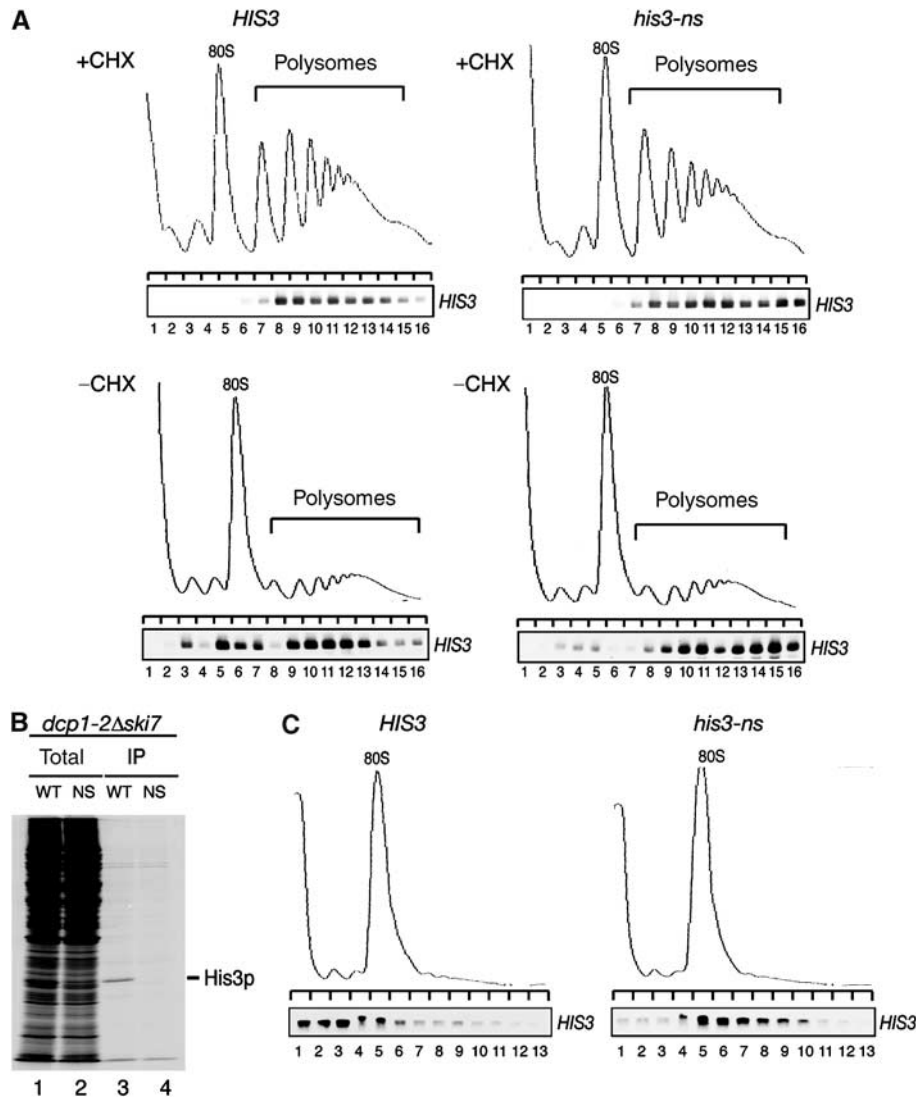 A
HIS3
his3-ns
+CHX
80S
Polysomes
+CHX
80S
Polysomes
HIS3
1 2 3 4 5 6 7 8 9 10 11 12 13 14 15 16
HIS3
1 2 3 4 5 6 7 8 9 10 11 12 13 14 15 16
–CHX
80S
Polysomes
–CHX
80S
Polysomes
HIS3
1 2 3 4 5 6 7 8 9 10 11 12 13 14 15 16
HIS3
1 2 3 4 5 6 7 8 9 10 11 12 13 14 15 16
B
dcp1-2Δski7
Total IP
WT NS WT NS
His3p
1 2 3 4
C
HIS3
his3-ns
80S
80S
HIS3
1 2 3 4 5 6 7 8 9 10 11 12 13
HIS3
1 2 3 4 5 6 7 8 9 10 11 12 13